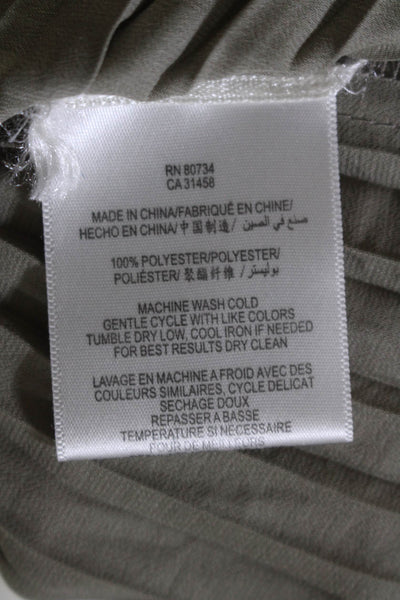 RN 80734
CA 31458
MADE IN CHINA/FABRIQUÉ EN CHINE/
HECHO EN CHINA/中国制造/ صنع في الصين
100% POLYESTER/POLYESTER/
POLIÉSTER/聚酯纤维/ بوليستر
MACHINE WASH COLD
GENTLE CYCLE WITH LIKE COLORS
TUMBLE DRY LOW, COOL IRON IF NEEDED
FOR BEST RESULTS DRY CLEAN
LAVAGE EN MACHINE A FROID AVEC DES
COULEURS SIMILAIRES, CYCLE DELICAT
SECHAGE DOUX
REPASSER A BASSE
TEMPERATURE SI NECESSAIRE
POUR DE MEILLEURS